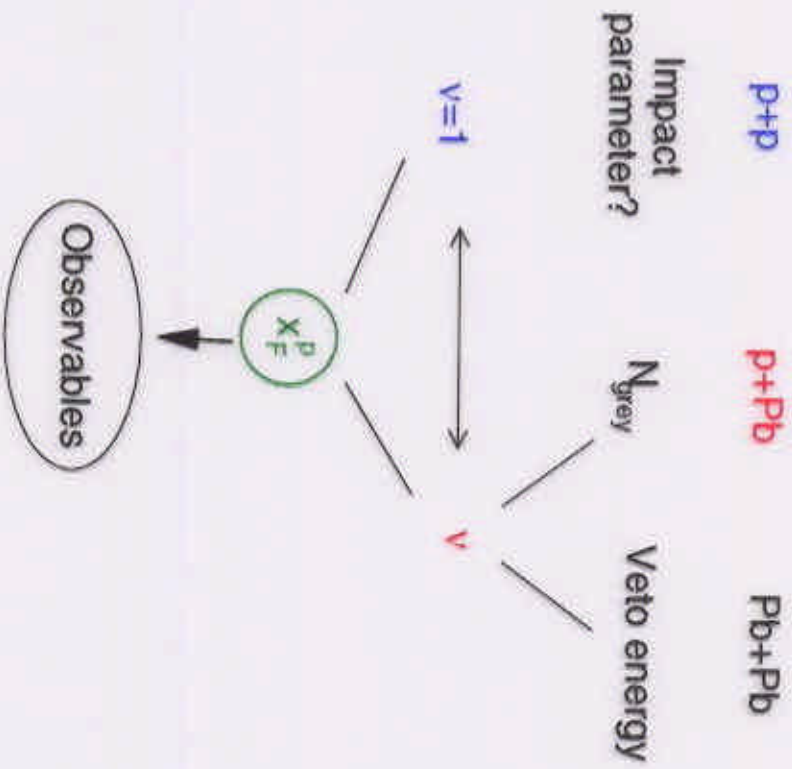 p+p p+Pb Pb+Pb
Impact
parameter?
N_grey Veto energy
ν=1 ν
x_F^p
Observables